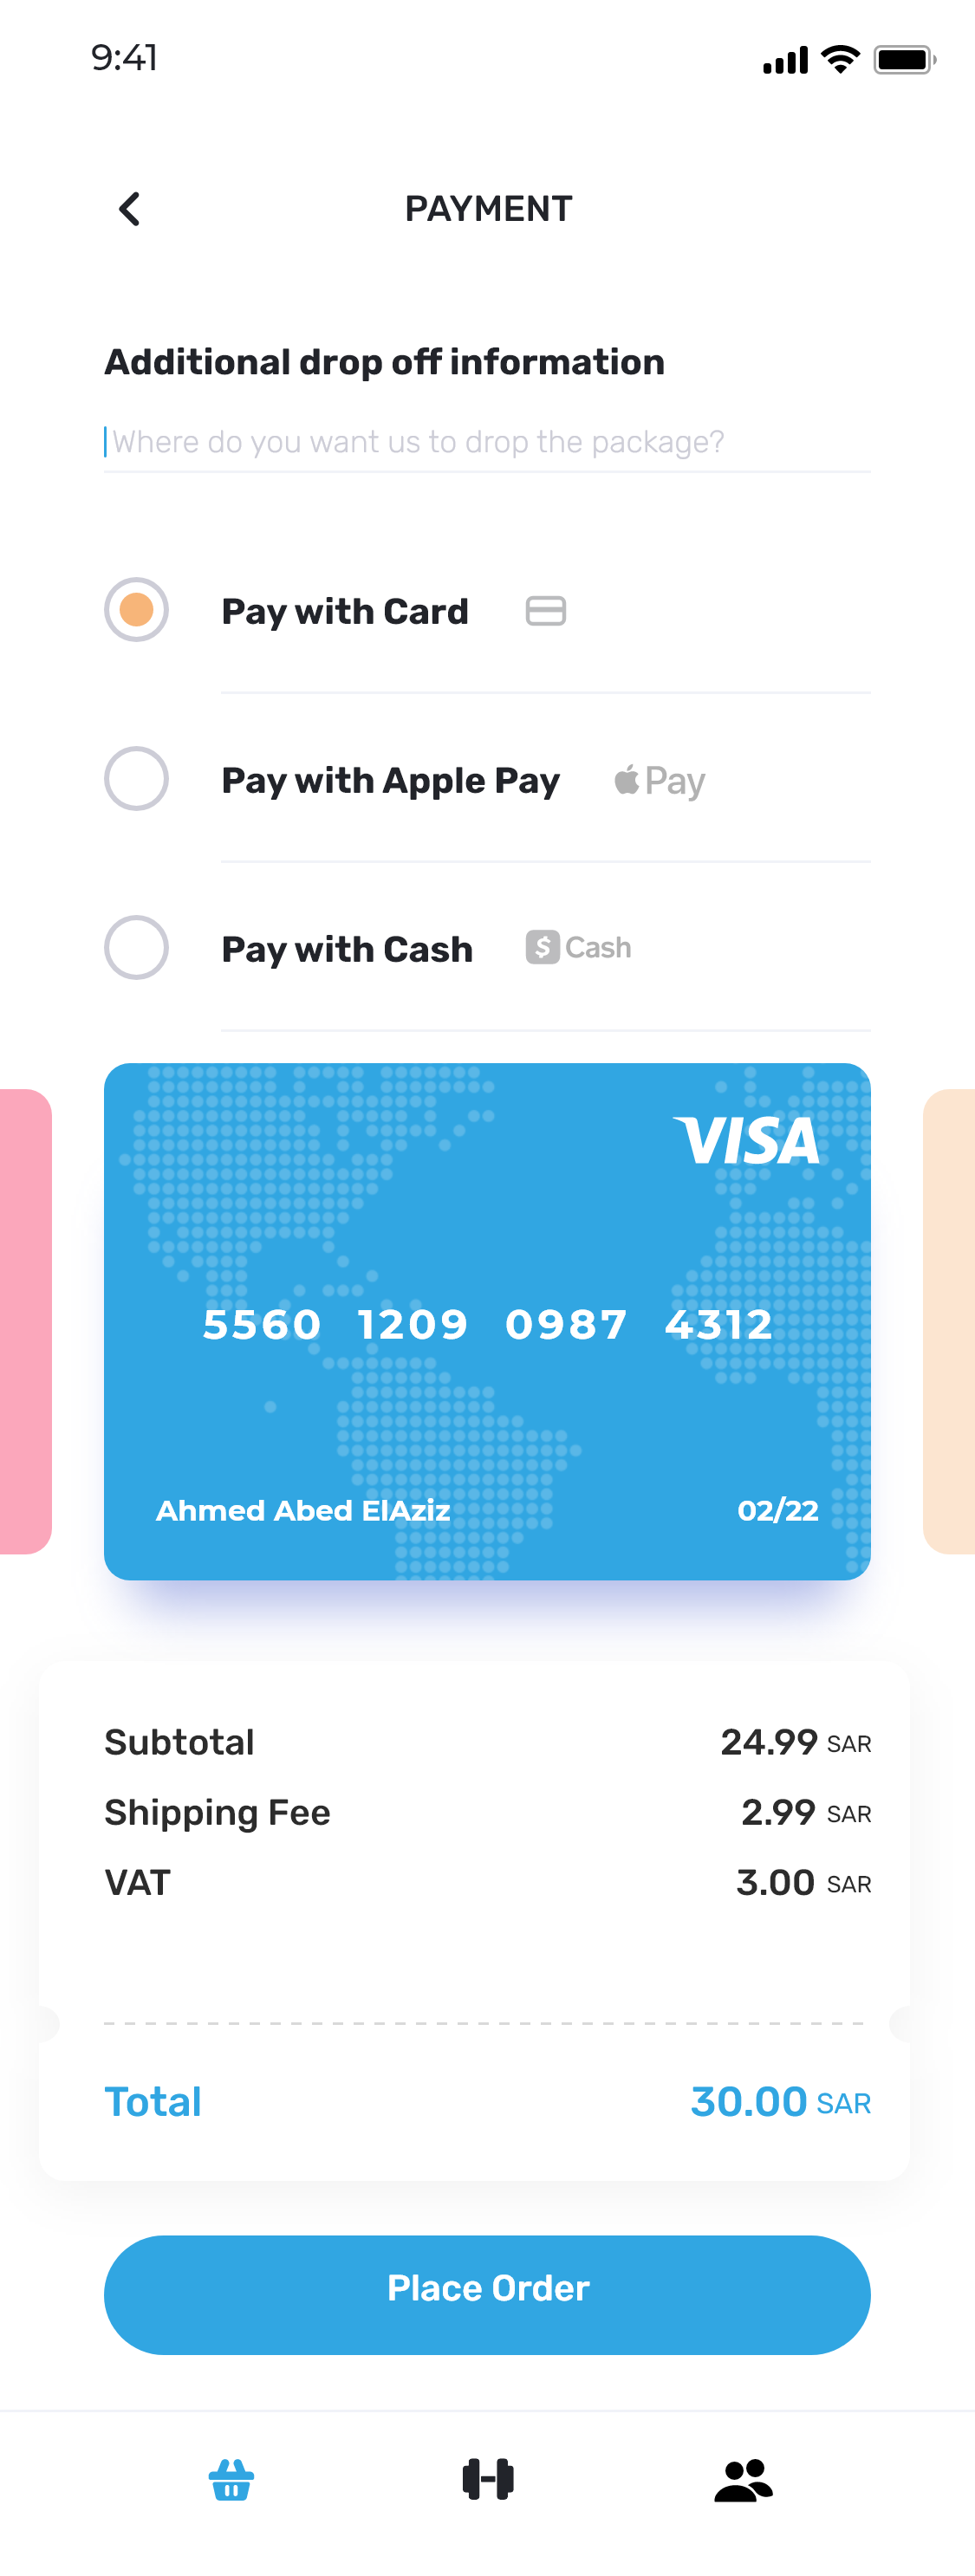 9:41
PAYMENT
Additional drop off information
Where do you want us to drop the package?
Pay with Card
Pay with Apple Pay Pay
Pay with Cash $ Cash
VISA
5560 1209 0987 4312
Ahmed Abed ElAziz 02/22
Subtotal 24.99 SAR
Shipping Fee 2.99 SAR
VAT 3.00 SAR
Total 30.00 SAR
Place Order